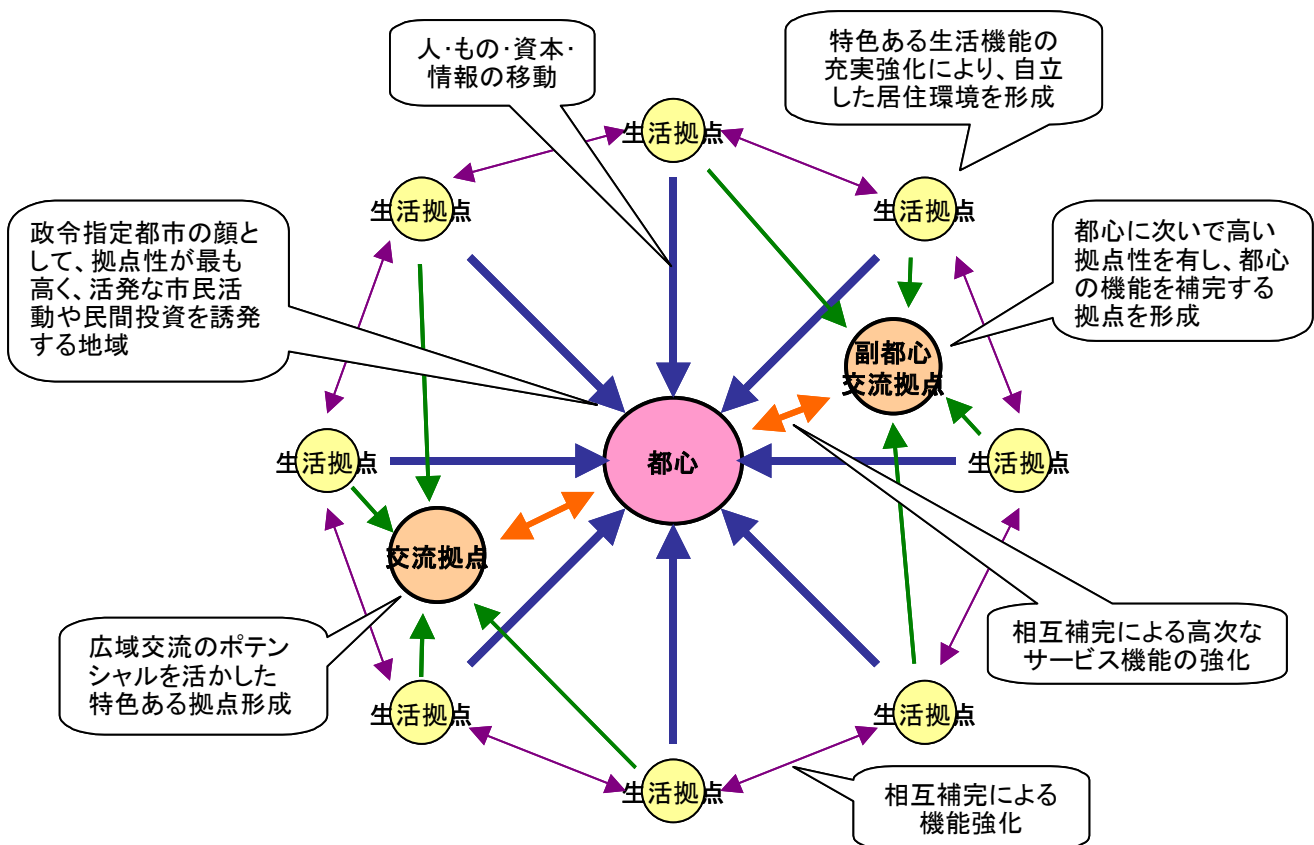 人・もの・資本・
情報の移動
特色ある生活機能の
充実強化により、自立
した居住環境を形成
生活拠点
生活拠点
生活拠点
政令指定都市の顔と
して、拠点性が最も
高く、活発な市民活
動や民間投資を誘発
する地域
都心に次いで高い
拠点性を有し、都心
の機能を補完する
拠点を形成
副都心
交流拠点
生活拠点
都心
生活拠点
交流拠点
広域交流のポテン
シャルを活かした
特色ある拠点形成
相互補完による高次な
サービス機能の強化
生活拠点
生活拠点
生活拠点
相互補完による
機能強化